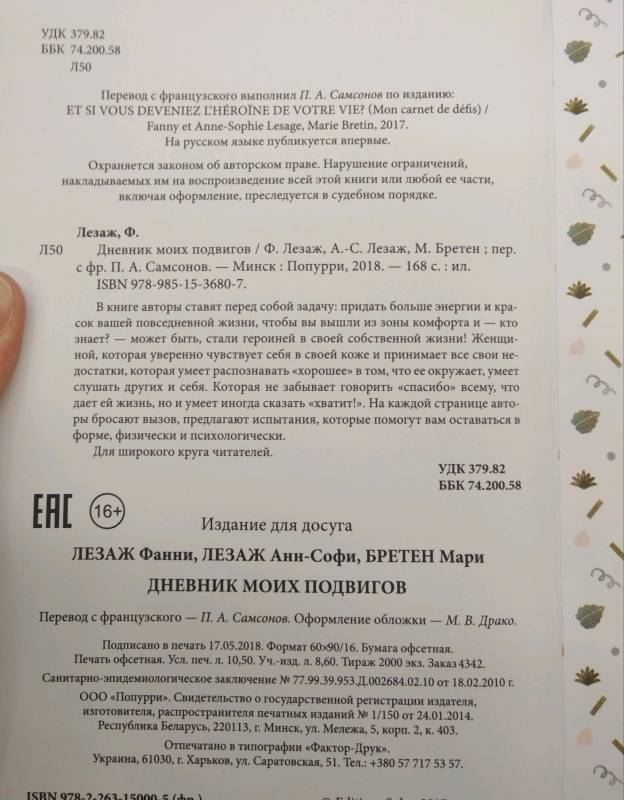 УДК 379.82
ББК 74.200.58
Л50
Перевод с французского выполнил П. А. Самсонов по изданию:
ET SI VOUS DEVENIEZ L'HÉROÏNE DE VOTRE VIE? (Mon carnet de défis) /
Fanny et Anne-Sophie Lesage, Marie Bretin, 2017.
На русском языке публикуется впервые.
Охраняется законом об авторском праве. Нарушение ограничений,
накладываемых им на воспроизведение всей этой книги или любой ее части,
включая оформление, преследуется в судебном порядке.
Лезаж, Ф.
Л50 Дневник моих подвигов / Ф. Лезаж, А.-С. Лезаж, М. Бретен ; пер.
с фр. П. А. Самсонов. — Минск : Попурри, 2018. — 168 с. : ил.
ISBN 978-985-15-3680-7.
В книге авторы ставят перед собой задачу: придать больше энергии и кра-
сок вашей повседневной жизни, чтобы вы вышли из зоны комфорта и — кто
знает? — может быть, стали героиней в своей собственной жизни! Женщи-
ной, которая уверенно чувствует себя в своей коже и принимает все свои не-
достатки, которая умеет распознавать «хорошее» в том, что ее окружает, умеет
слушать других и себя. Которая не забывает говорить «спасибо» всему, что
дает ей жизнь, но и умеет иногда сказать «хватит!». На каждой странице авто-
ры бросают вызов, предлагают испытания, которые помогут вам оставаться в
форме, физически и психологически.
Для широкого круга читателей.
УДК 379.82
ББК 74.200.58
ЕАС 16+
Издание для досуга
ЛЕЗАЖ Фанни, ЛЕЗАЖ Анн-Софи, БРЕТЕН Мари
ДНЕВНИК МОИХ ПОДВИГОВ
Перевод с французского — П. А. Самсонов. Оформление обложки — М. В. Драко.
Подписано в печать 17.05.2018. Формат 60×90/16. Бумага офсетная.
Печать офсетная. Усл. печ. л. 10,50. Уч.-изд. л. 8,60. Тираж 2000 экз. Заказ 4342.
Санитарно-эпидемиологическое заключение № 77.99.39.953.Д.002684.02.10 от 18.02.2010 г.
ООО «Попурри». Свидетельство о государственной регистрации издателя,
изготовителя, распространителя печатных изданий № 1/150 от 24.01.2014.
Республика Беларусь, 220113, г. Минск, ул. Мележа, 5, корп. 2, к. 403.
Отпечатано в типографии «Фактор-Друк».
Украина, 61030, г. Харьков, ул. Саратовская, 51. Тел.: +380 57 717 53 57.
ISBN 978-2-263-15000-5 (фр.)